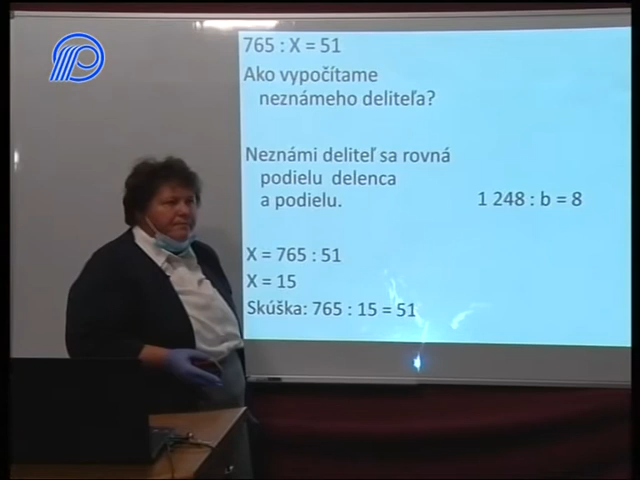 765 : X = 51
Ako vypočítame
neznámeho deliteľa?
Neznámi deliteľ sa rovná
podielu delenca
a podielu.
1 248 : b = 8
X = 765 : 51
X = 15
Skúška: 765 : 15 = 51